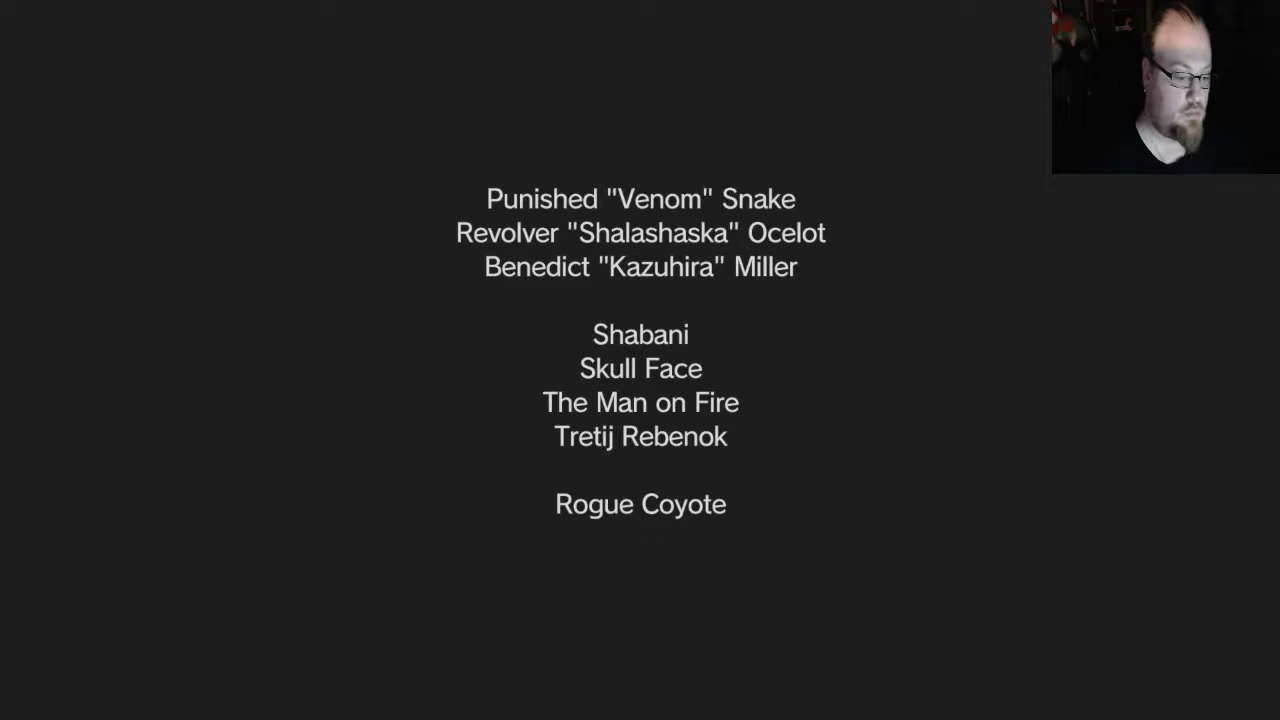 Punished "Venom" Snake
Revolver "Shalashaska" Ocelot
Benedict "Kazuhira" Miller
Shabani
Skull Face
The Man on Fire
Tretij Rebenok
Rogue Coyote